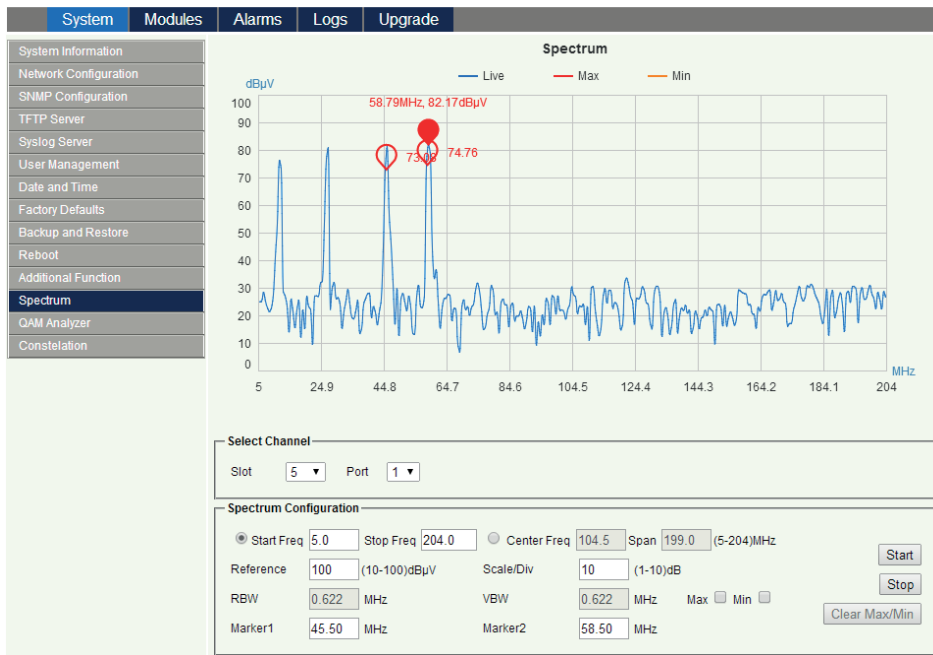 System Modules Alarms Logs Upgrade
System Information
Network Configuration
SNMP Configuration
TFTP Server
Syslog Server
User Management
Date and Time
Factory Defaults
Backup and Restore
Reboot
Additional Function
Spectrum
QAM Analyzer
Constelation
Spectrum
Live Max Min
dBµV
58.79MHz, 82.17dBµV
74.76
100
90
80
70
60
50
40
30
20
10
0
MHz
5 24.9 44.8 64.7 84.6 104.5 124.4 144.3 164.2 184.1 204
Select Channel
Slot 5 Port 1
Spectrum Configuration
Start Freq 5.0 Stop Freq 204.0 Center Freq 104.5 Span 199.0 (5-204)MHz
Reference 100 (10-100)dBµV Scale/Div 10 (1-10)dB
RBW 0.622 MHz VBW 0.622 MHz Max Min
Marker1 45.50 MHz Marker2 58.50 MHz
Start
Stop
Clear Max/Min